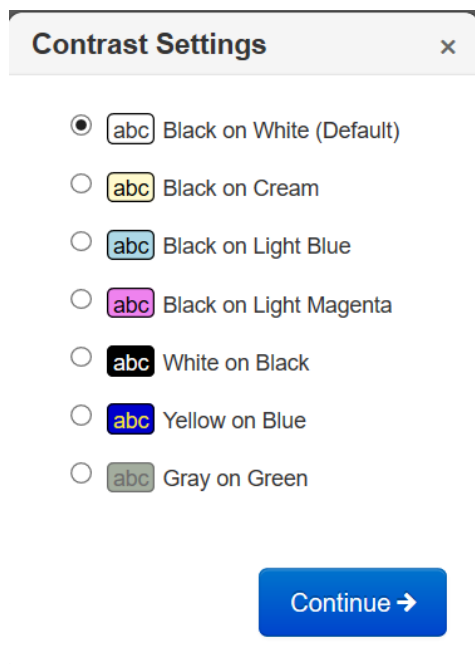 Contrast Settings ×
abc Black on White (Default)
abc Black on Cream
abc Black on Light Blue
abc Black on Light Magenta
abc White on Black
abc Yellow on Blue
abc Gray on Green
Continue →